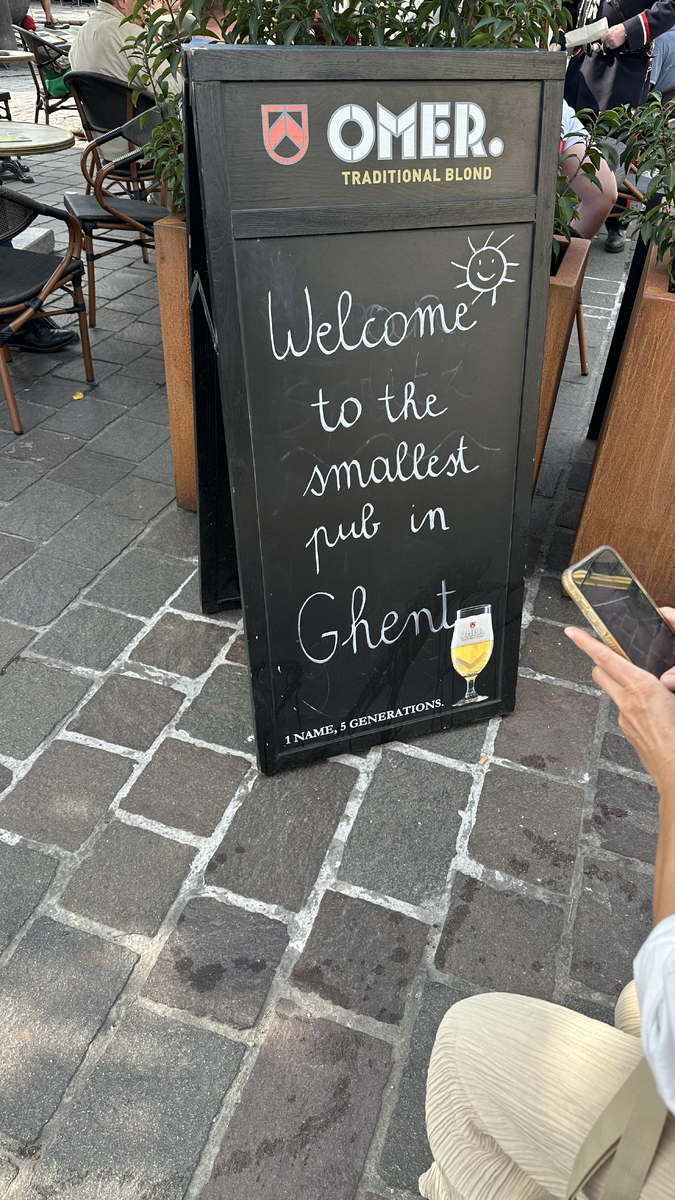 OMER.
TRADITIONAL BLOND
Welcome
to the
smallest
pub in
Ghent
1 NAME, 5 GENERATIONS.